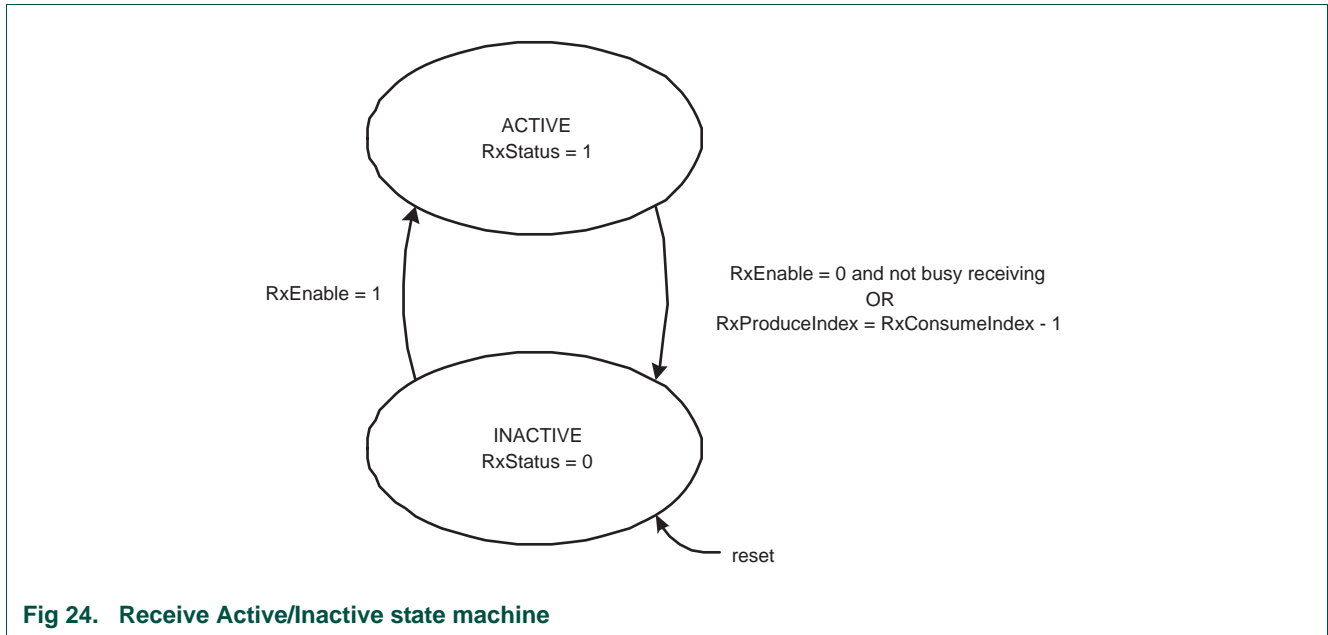 ACTIVE
RxStatus = 1
RxEnable = 1
RxEnable = 0 and not busy receiving
OR
RxProduceIndex = RxConsumeIndex - 1
INACTIVE
RxStatus = 0
reset
Fig 24. Receive Active/Inactive state machine